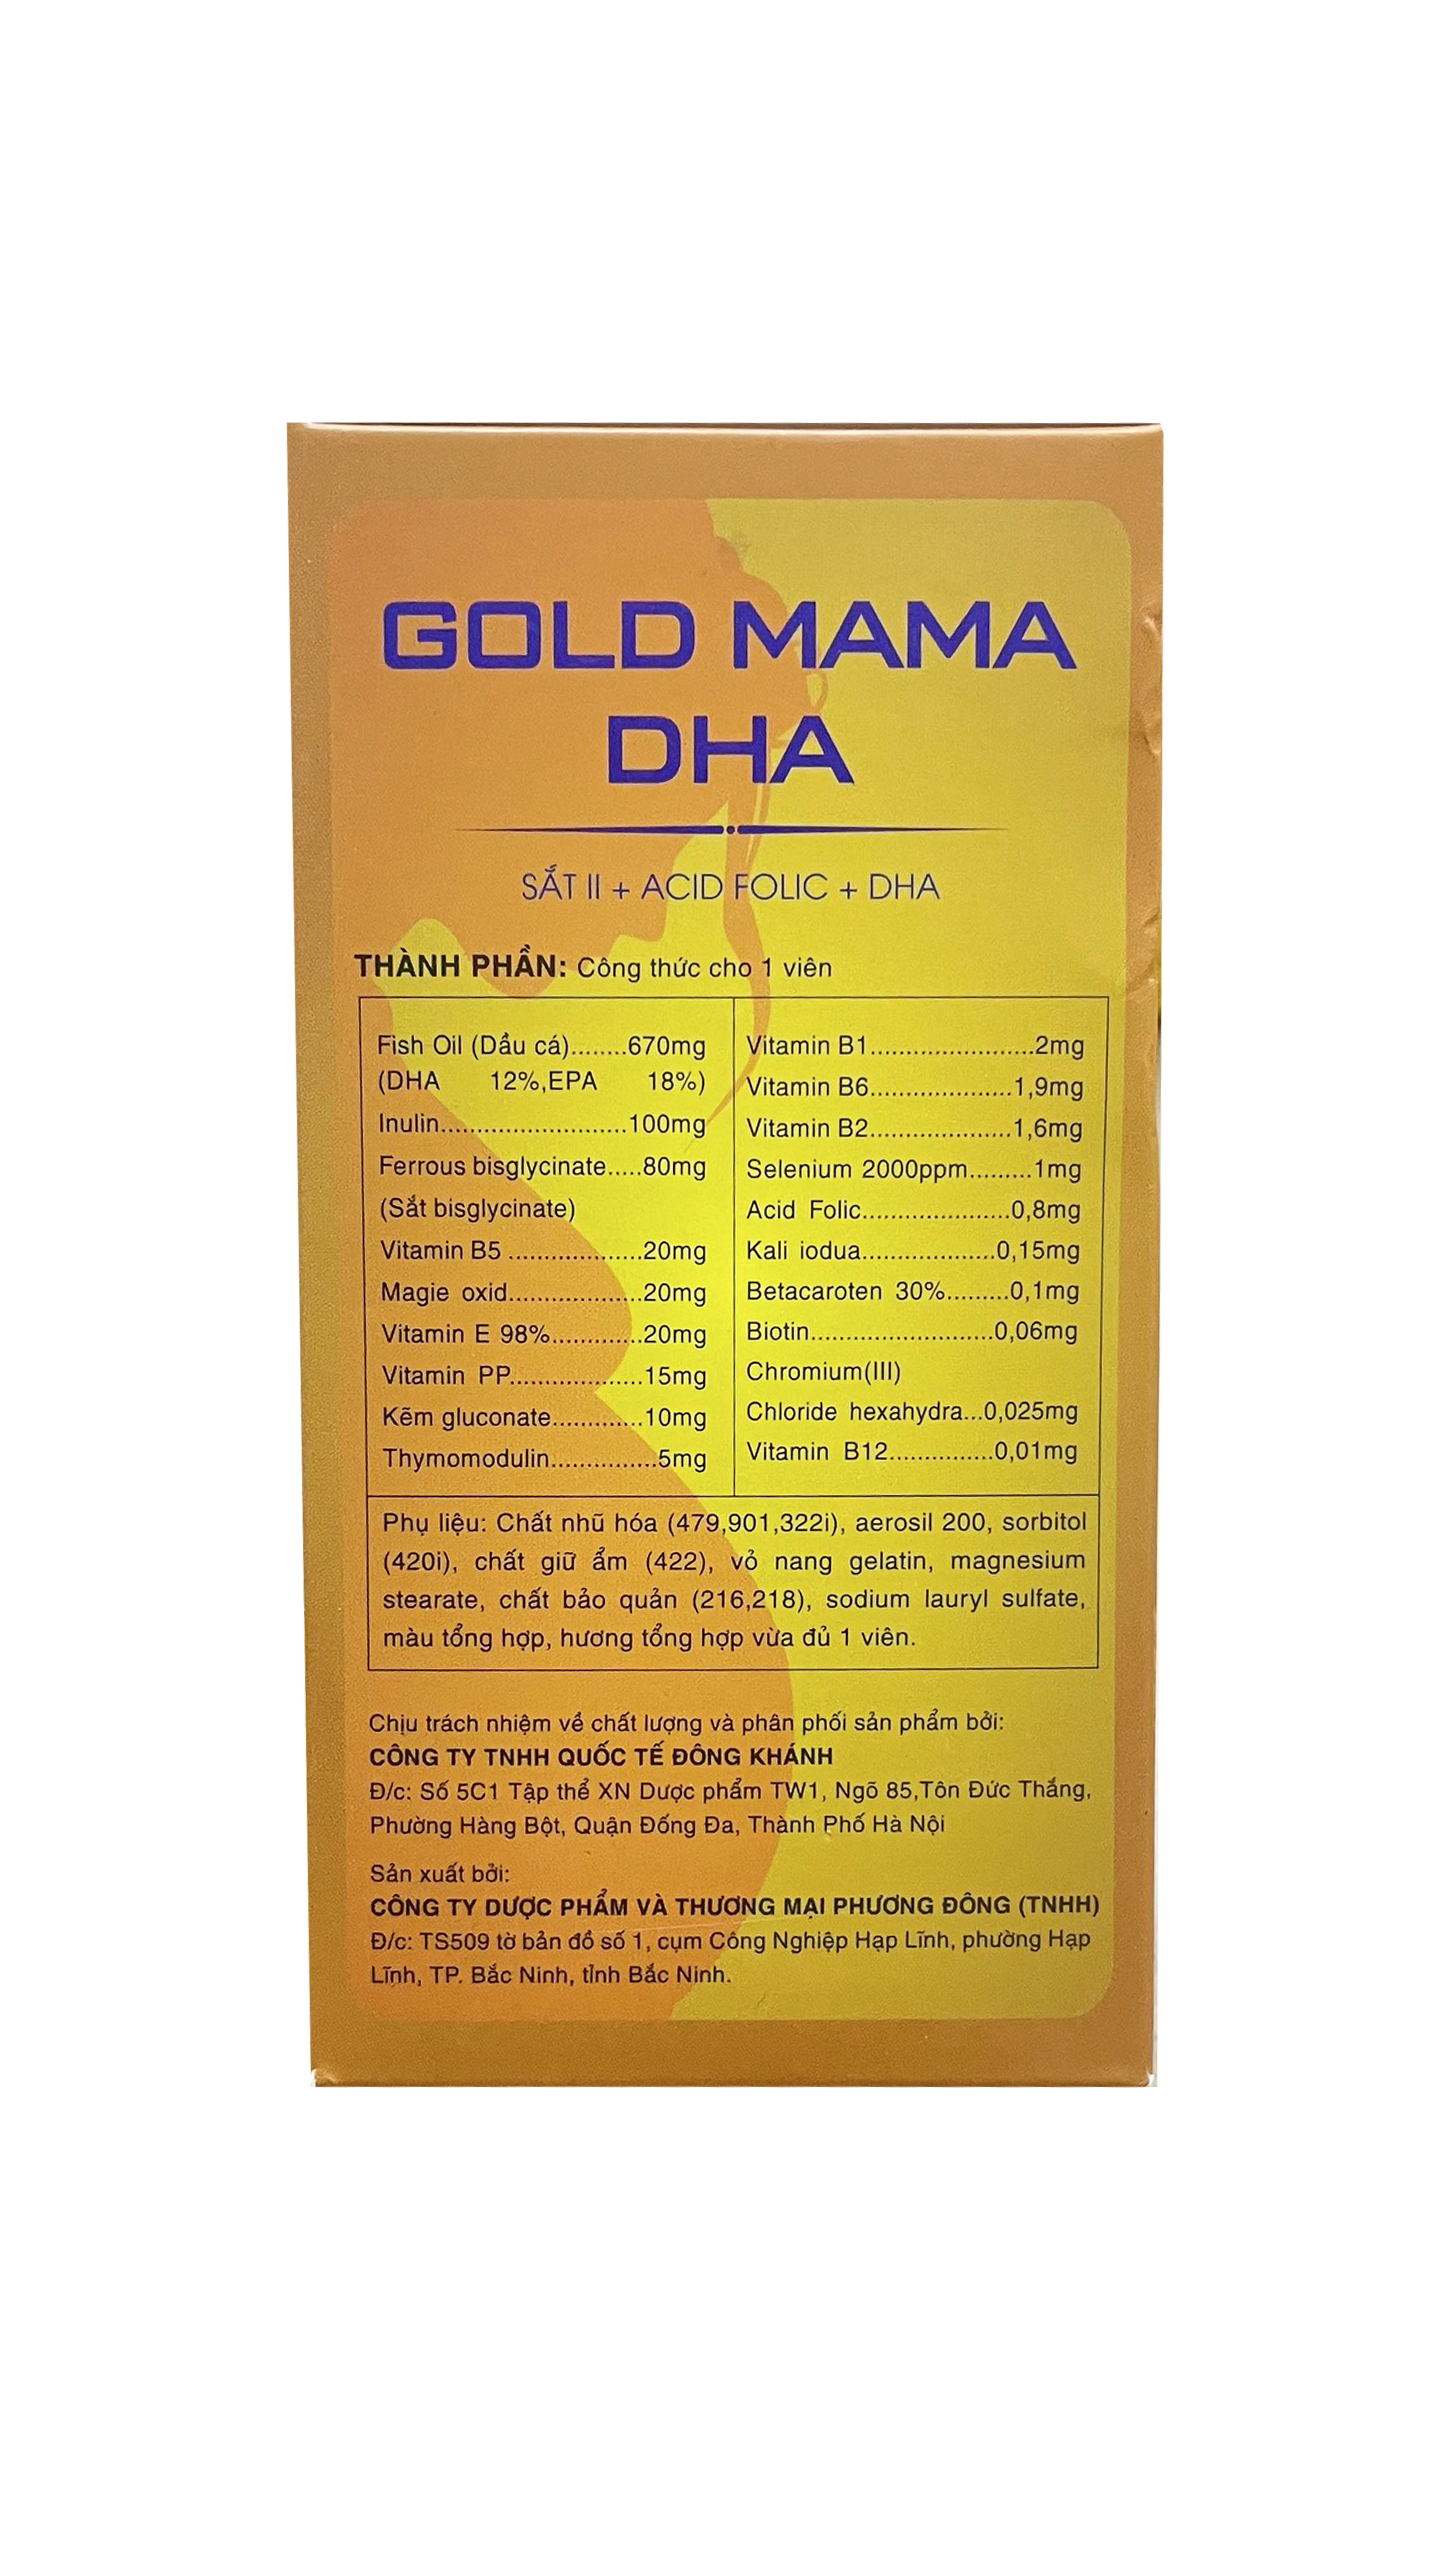 GOLD MAMA
DHA
SẮT II + ACID FOLIC + DHA
THÀNH PHẦN: Công thức cho 1 viên
Fish Oil (Dầu cá)........670mg
(DHA 12%,EPA 18%)
Inulin..........................100mg
Ferrous bisglycinate.....80mg
(Sắt bisglycinate)
Vitamin B5 ...................20mg
Magie oxid...................20mg
Vitamin E 98%.............20mg
Vitamin PP...................15mg
Kẽm gluconate.............10mg
Thymomodulin...............5mg
Vitamin B1.......................2mg
Vitamin B6....................1,9mg
Vitamin B2....................1,6mg
Selenium 2000ppm.........1mg
Acid Folic.....................0,8mg
Kali iodua...................0,15mg
Betacaroten 30%.........0,1mg
Biotin..........................0,06mg
Chromium(III)
Chloride hexahydra...0,025mg
Vitamin B12...............0,01mg
Phụ liệu: Chất nhũ hóa (479,901,322i), aerosil 200, sorbitol
(420i), chất giữ ẩm (422), vỏ nang gelatin, magnesium
stearate, chất bảo quản (216,218), sodium lauryl sulfate,
màu tổng hợp, hương tổng hợp vừa đủ 1 viên.
Chịu trách nhiệm về chất lượng và phân phối sản phẩm bởi:
CÔNG TY TNHH QUỐC TẾ ĐÔNG KHÁNH
Đ/c: Số 5C1 Tập thể XN Dược phẩm TW1, Ngõ 85,Tôn Đức Thắng,
Phường Hàng Bột, Quận Đống Đa, Thành Phố Hà Nội
Sản xuất bởi:
CÔNG TY DƯỢC PHẨM VÀ THƯƠNG MẠI PHƯƠNG ĐÔNG (TNHH)
Đ/c: TS509 tờ bản đồ số 1, cụm Công Nghiệp Hạp Lĩnh, phường Hạp
Lĩnh, TP. Bắc Ninh, tỉnh Bắc Ninh.